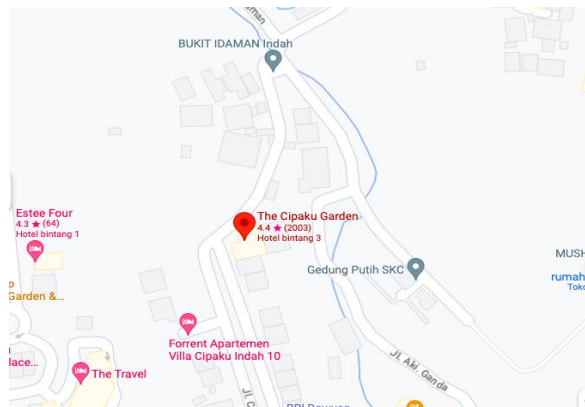 BUKIT IDAMAN Indah
The Cipaku Garden
4.4 ★ (2003)
Hotel bintang 3
Estee Four
4.3 ★ (64)
Hotel bintang 1
Gedung Putih SKC
MUSH
rumah
Toko
Garden &...
Forrent Apartemen
Villa Cipaku Indah 10
lace...
The Travel
Jl. Aki. Ganda
Jl. C